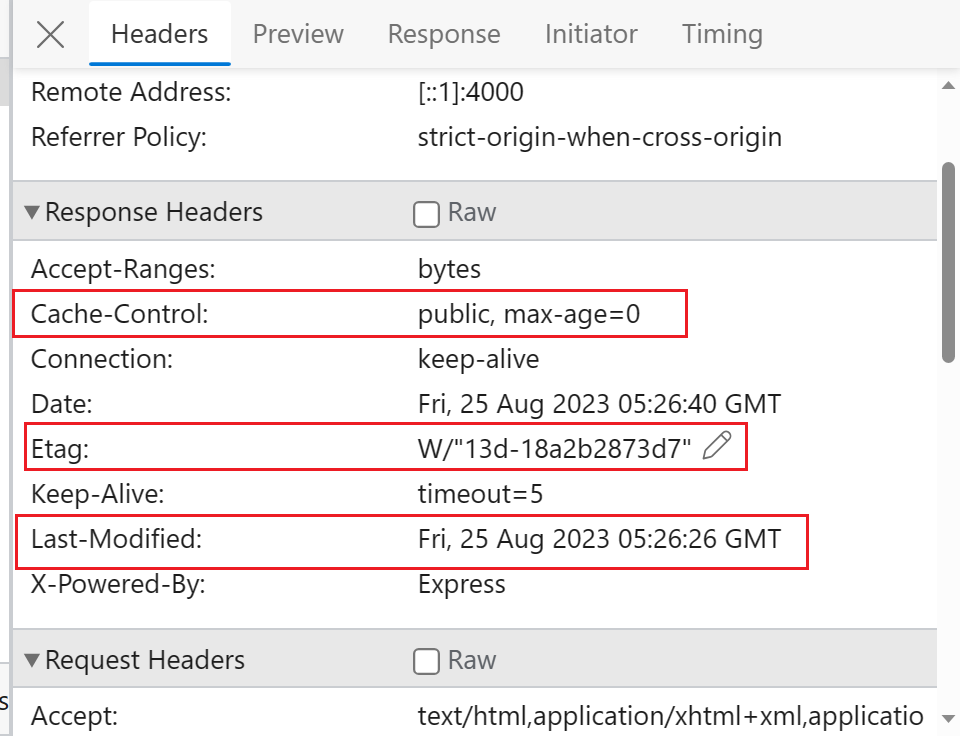 Headers Preview Response Initiator Timing
Remote Address: [::1]:4000
Referrer Policy: strict-origin-when-cross-origin
Response Headers Raw
Accept-Ranges: bytes
Cache-Control: public, max-age=0
Connection: keep-alive
Date: Fri, 25 Aug 2023 05:26:40 GMT
Etag: W/"13d-18a2b2873d7"
Keep-Alive: timeout=5
Last-Modified: Fri, 25 Aug 2023 05:26:26 GMT
X-Powered-By: Express
Request Headers Raw
s
Accept: text/html,application/xhtml+xml,applicatio